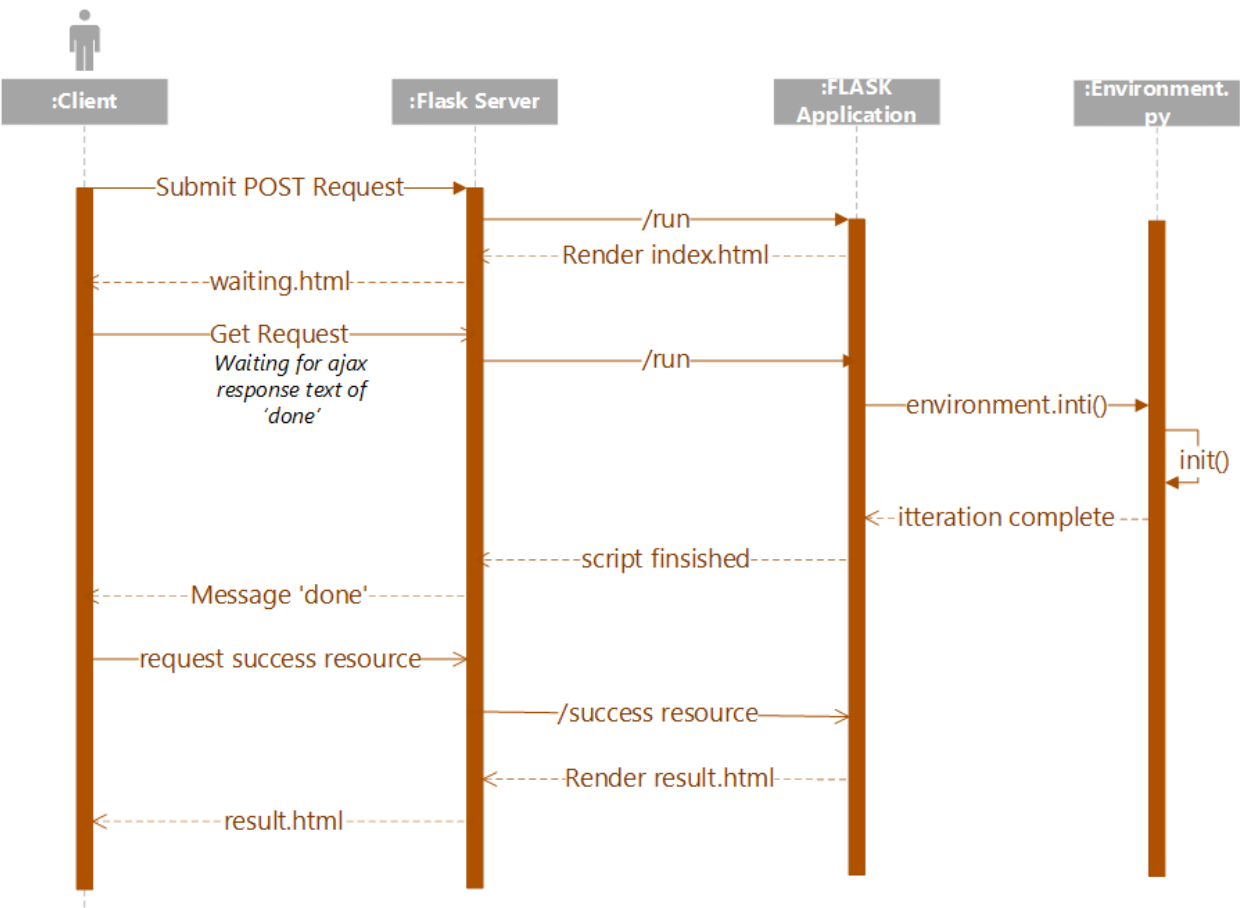 :Client
:Flask Server
:FLASK
Application
:Environment.
py
Submit POST Request
/run
Render index.html
waiting.html
Get Request
Waiting for ajax
response text of
‘done’
/run
environment.inti()
init()
itteration complete
script finsished
Message 'done'
request success resource
/success resource
Render result.html
result.html